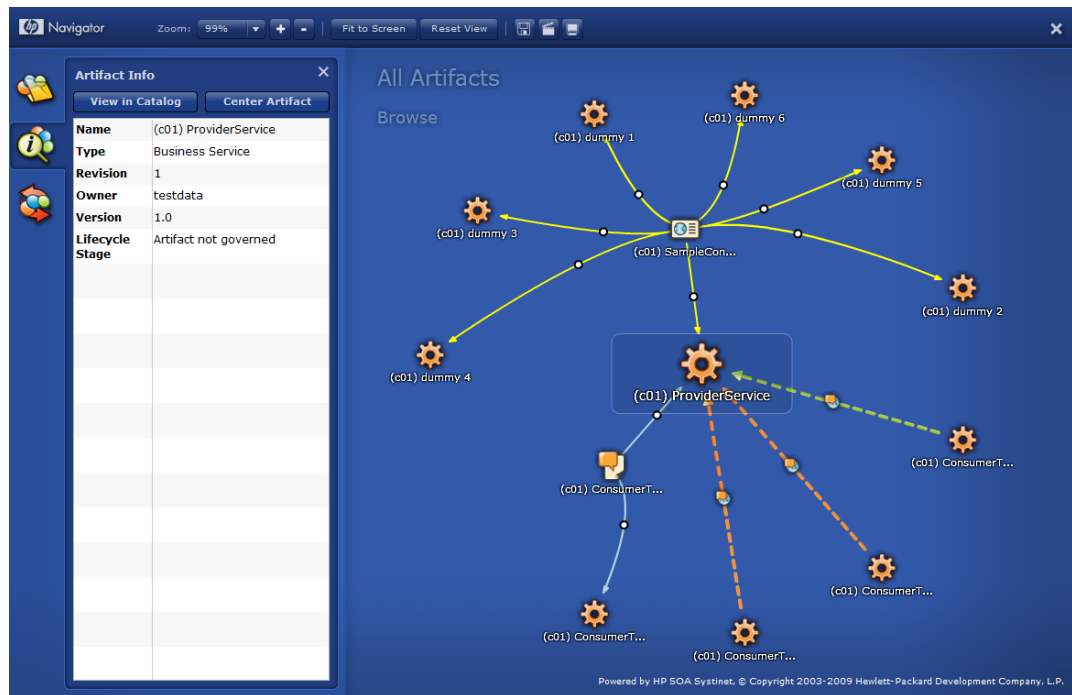 hp Navigator Zoom: 99% + - Fit to Screen Reset View
Artifact Info
View in Catalog Center Artifact
Name (c01) ProviderService
Type Business Service
Revision 1
Owner testdata
Version 1.0
Lifecycle Artifact not governed
Stage
All Artifacts
Browse
(c01) dummy 6
(c01) dummy 1
(c01) dummy 5
(c01) dummy 3
(c01) SampleCon...
(c01) dummy 2
(c01) dummy 4
(c01) ProviderService
(c01) ConsumerT...
(c01) ConsumerT...
(c01) ConsumerT...
(c01) ConsumerT...
(c01) ConsumerT...
Powered by HP SOA Systinet, © Copyright 2003-2009 Hewlett-Packard Development Company, L.P.